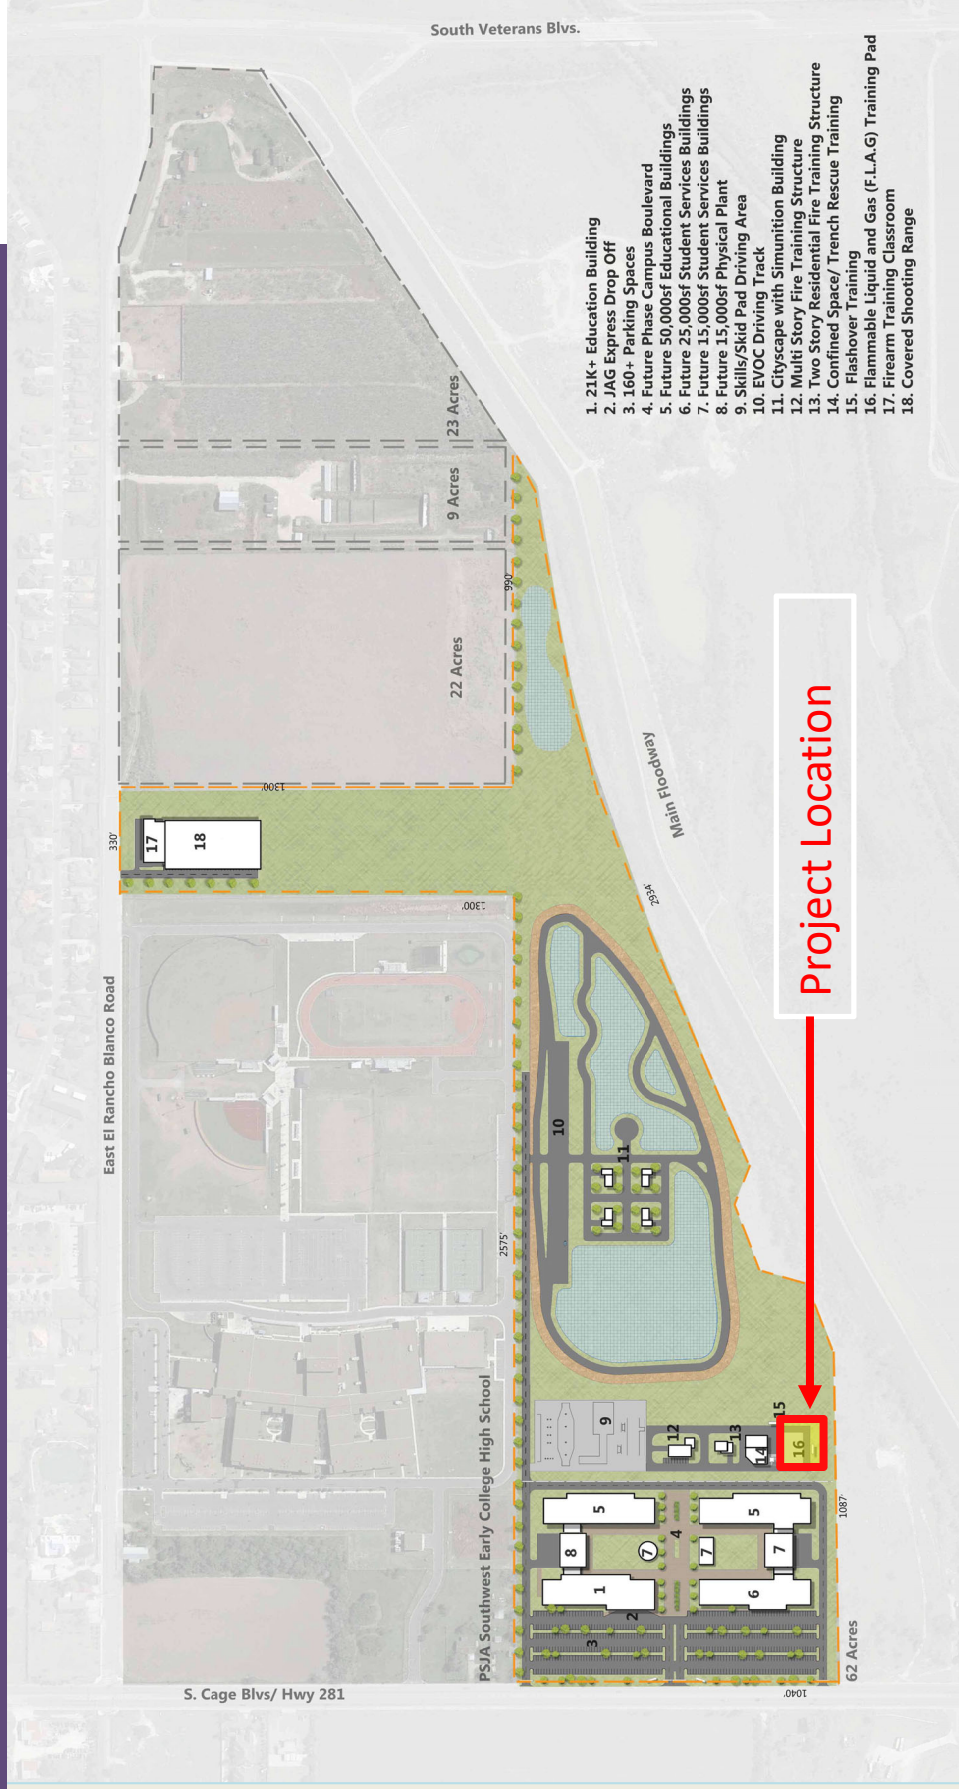 South Veterans Blvs.
1. 21K+ Education Building
2. JAG Express Drop Off
3. 160+ Parking Spaces
4. Future Phase Campus Boulevard
5. Future 50,000sf Educational Buildings
6. Future 25,000sf Student Services Buildings
7. Future 15,000sf Student Services Buildings
8. Future 15,000sf Physical Plant
9. Skills/Skid Pad Driving Area
10. EVOC Driving Track
11. Cityscape with Simunition Building
12. Multi Story Fire Training Structure
13. Two Story Residential Fire Training Structure
14. Confined Space/ Trench Rescue Training
15. Flashover Training
16. Flammable Liquid and Gas (F.L.A.G) Training Pad
17. Firearm Training Classroom
18. Covered Shooting Range
23 Acres
9 Acres
22 Acres
990'
1300'
330'
17
18
1300'
Main Floodway
2934'
Project Location
East El Rancho Blanco Road
10
11
2575'
PSJA Southwest Early College High School
9
12
13
14
15
16
1087'
5
5
4
8
7
7
7
1
6
2
3
62 Acres
1040'
S. Cage Blvs/ Hwy 281